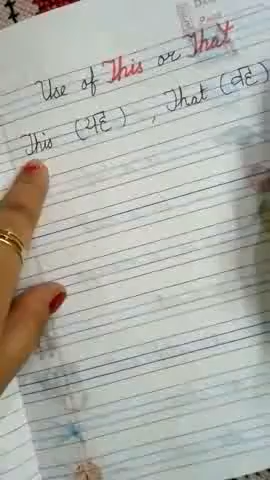 Use of This or That
This (यह) , That (वह)